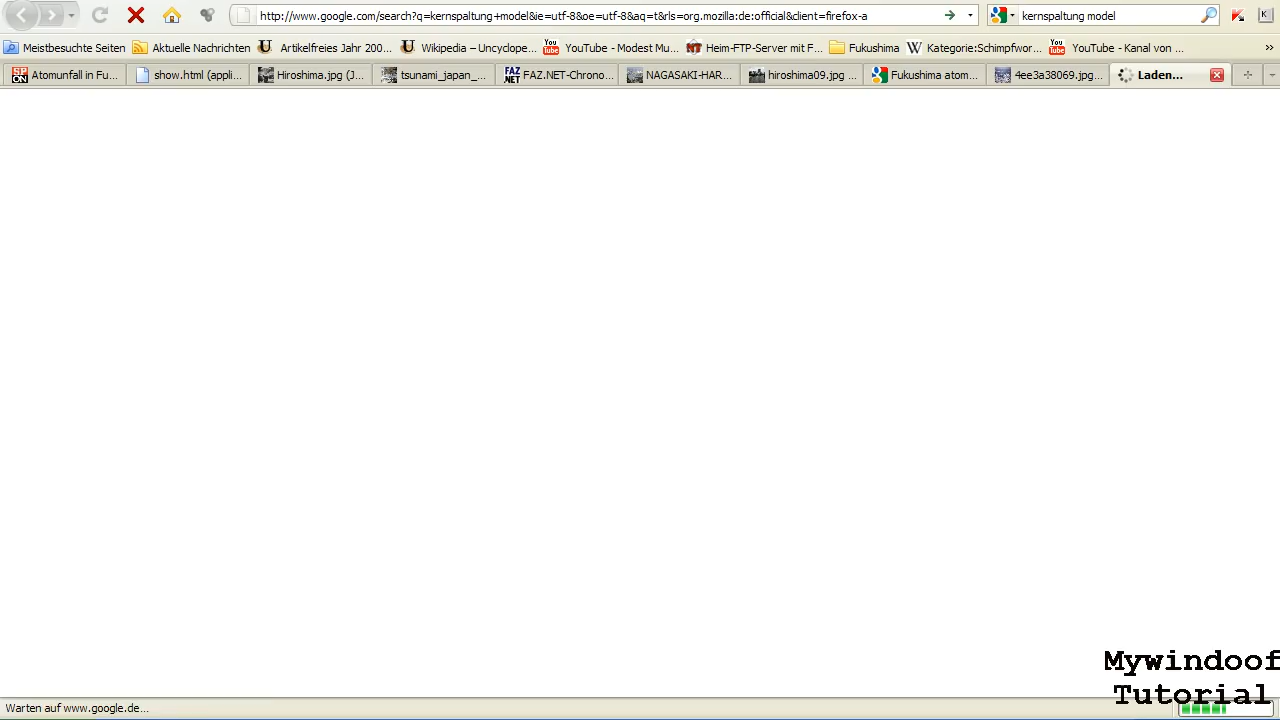 http://www.google.com/search?q=kernspaltung+model&ie=utf-8&oe=utf-8&aq=t&rls=org.mozilla:de:official&client=firefox-a
kernspaltung model
Meistbesuchte Seiten Aktuelle Nachrichten Artikelfreies Jahr 200... Wikipedia – Uncyclope... YouTube - Modest Mu... Heim-FTP-Server mit F... Fukushima Kategorie:Schimpfwor... YouTube - Kanal von ... »
Atomunfall in Fu... show.html (appli... Hiroshima.jpg (J... tsunami_japan_... FAZ.NET-Chrono... NAGASAKI-HAR... hiroshima09.jpg... Fukushima atom... 4ee3a38069.jpg... Laden...
Mywindoof
Tutorial
Warten auf www.google.de...